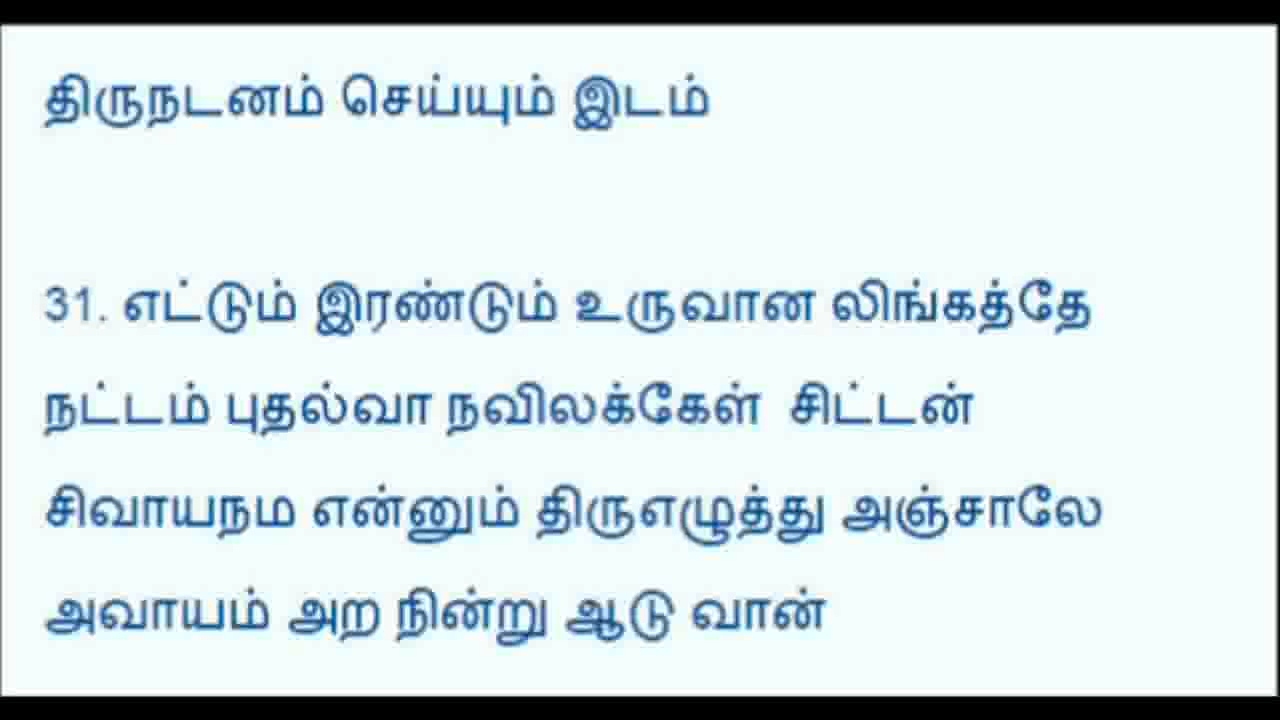 திருநடனம் செய்யும் இடம்
31. எட்டும் இரண்டும் உருவான லிங்கத்தே
நட்டம் புதல்வா நவிலக்கேள் சிட்டன்
சிவாயநம என்னும் திருஎழுத்து அஞ்சாலே
அவாயம் அற நின்று ஆடு வான்